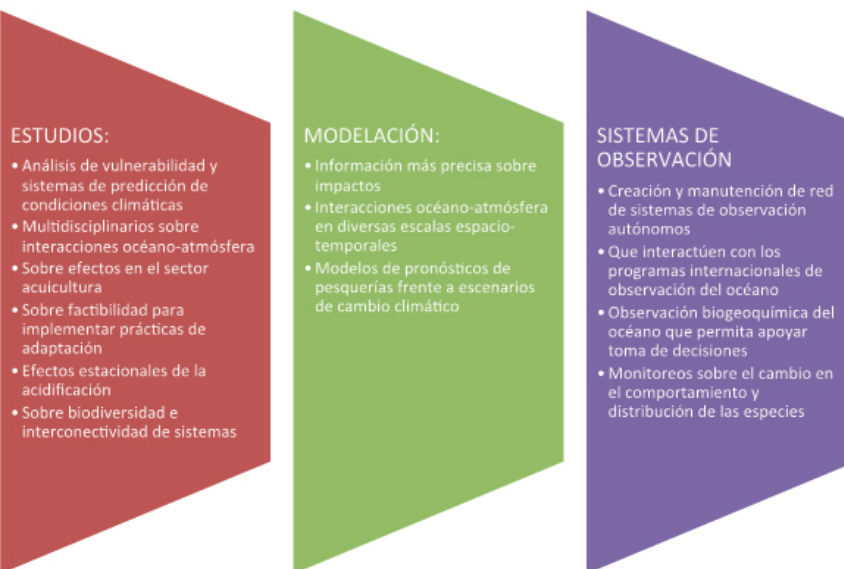 ESTUDIOS:
• Análisis de vulnerabilidad y
sistemas de predicción de
condiciones climáticas
• Multidisciplinarios sobre
interacciones océano-atmósfera
• Sobre efectos en el sector
acuicultura
• Sobre factibilidad para
implementar prácticas de
adaptación
• Efectos estacionales de la
acidificación
• Sobre biodiversidad e
interconectividad de sistemas
MODELACIÓN:
• Información más precisa sobre
impactos
• Interacciones océano-atmósfera
en diversas escalas espacio-
temporales
• Modelos de pronósticos de
pesquerías frente a escenarios
de cambio climático
SISTEMAS DE
OBSERVACIÓN
• Creación y manutención de red
de sistemas de observación
autónomos
• Que interactúen con los
programas internacionales de
observación del océano
• Observación biogeoquímica del
océano que permita apoyar
toma de decisiones
• Monitoreos sobre el cambio en
el comportamiento y
distribución de las especies